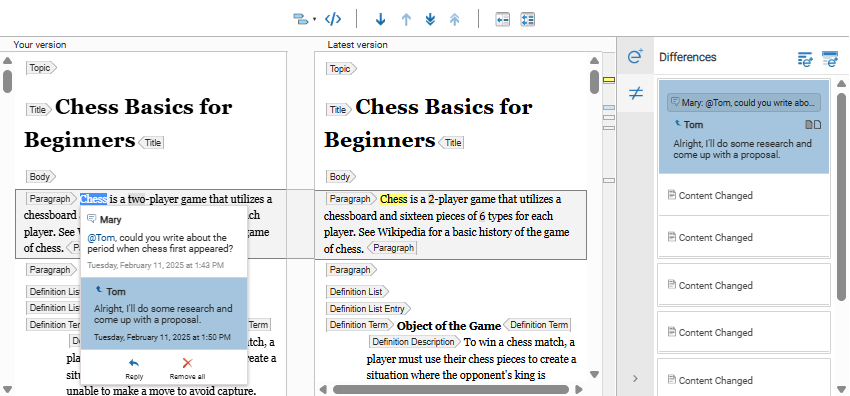 Your version
Topic
Title Chess Basics for
Beginners Title
Body
Paragraph Chess is a two-player game that utilizes a
chessboard a
ach
player. See W
game
of chess. Pa
Paragraph
Definition Lis
Definition Lis
Definition Ter
Term
De
atch, a
pla
eate a
situ
unable to make a move to avoid capture.
Mary
@Tom, could you write about the
period when chess first appeared?
Tuesday, February 11, 2025 at 1:43 PM
Tom
Alright, I'll do some research and
come up with a proposal.
Tuesday, February 11, 2025 at 1:50 PM
Reply
Remove all
Latest version
Topic
Title Chess Basics for
Beginners Title
Body
Paragraph Chess is a 2-player game that utilizes a
chessboard and sixteen pieces of 6 types for each
player. See Wikipedia for a basic history of the game
of chess. Paragraph
Paragraph
Definition List
Definition List Entry
Definition Term Object of the Game Definition Term
Definition Description To win a chess match, a
player must use their chess pieces to create a
situation where the opponent's king is
Differences
Mary: @Tom, could you write abo...
Tom
Alright, I'll do some research and
come up with a proposal.
Content Changed
Content Changed
Content Changed
Content Changed
Content Changed